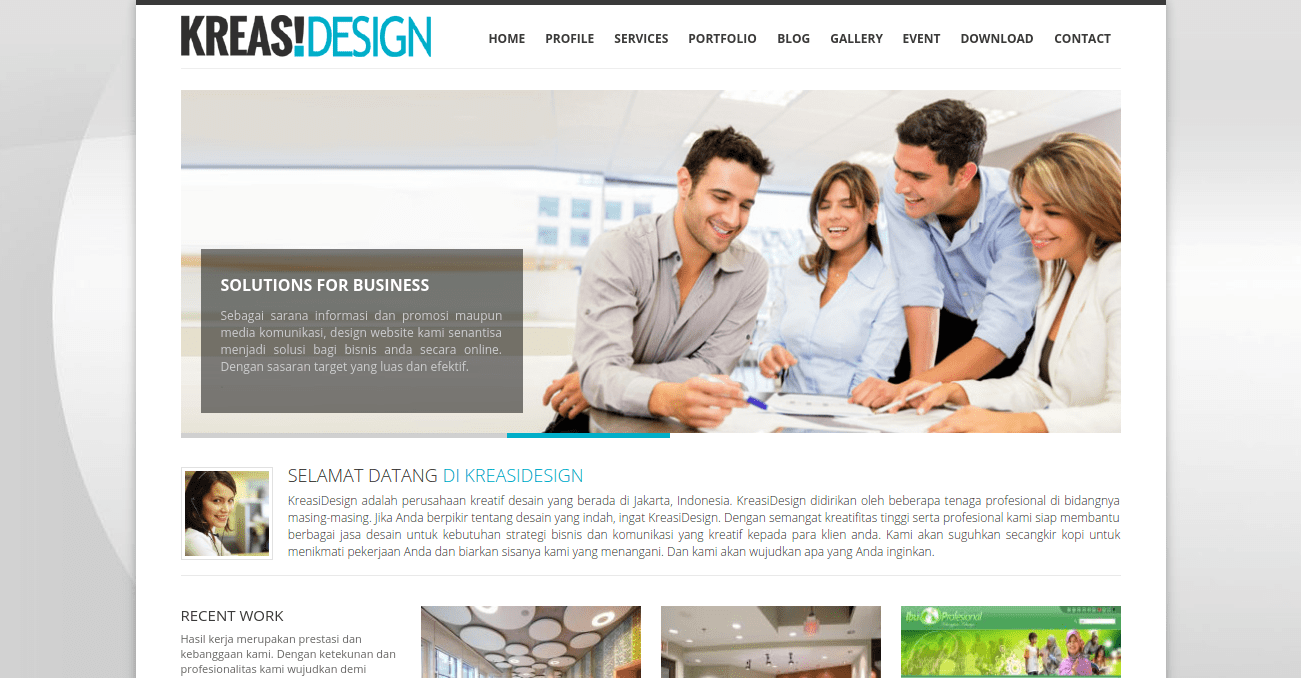 KREAS!DESIGN
HOME PROFILE SERVICES PORTFOLIO BLOG GALLERY EVENT DOWNLOAD CONTACT
SOLUTIONS FOR BUSINESS
Sebagai sarana informasi dan promosi maupun
media komunikasi, design website kami senantisa
menjadi solusi bagi bisnis anda secara online.
Dengan sasaran target yang luas dan efektif.
SELAMAT DATANG DI KREASIDESIGN
KreasiDesign adalah perusahaan kreatif desain yang berada di Jakarta, Indonesia. KreasiDesign didirikan oleh beberapa tenaga profesional di bidangnya
masing-masing. Jika Anda berpikir tentang desain yang indah, ingat KreasiDesign. Dengan semangat kreatifitas tinggi serta profesional kami siap membantu
berbagai jasa desain untuk kebutuhan strategi bisnis dan komunikasi yang kreatif kepada para klien anda. Kami akan suguhkan secangkir kopi untuk
menikmati pekerjaan Anda dan biarkan sisanya kami yang menangani. Dan kami akan wujudkan apa yang Anda inginkan.
RECENT WORK
Hasil kerja merupakan prestasi dan
kebanggaan kami. Dengan ketekunan dan
profesionalitas kami wujudkan demi
Ibu Profesional